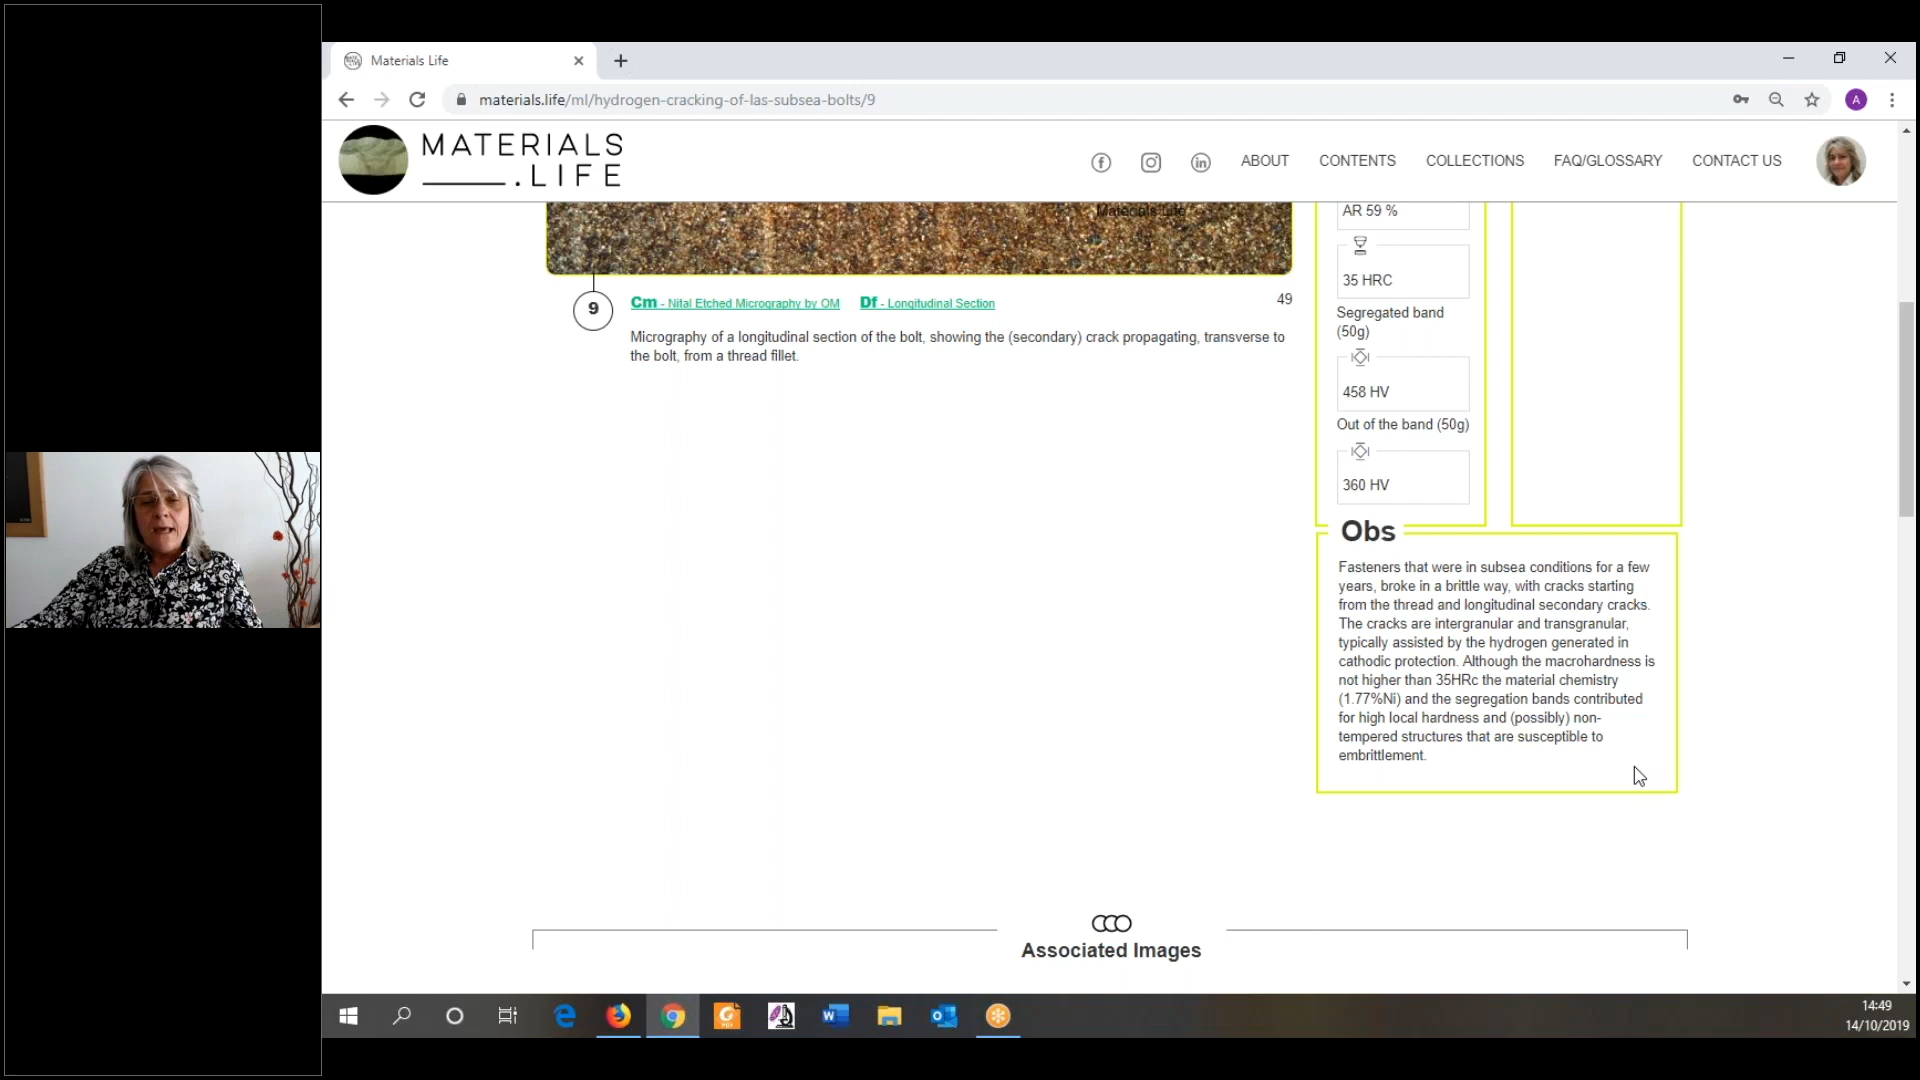 Materials Life
materials.life/ml/hydrogen-cracking-of-las-subsea-bolts/9
A
MATERIALS
.LIFE
ABOUT
CONTENTS
COLLECTIONS
FAQ/GLOSSARY
CONTACT US
Materials Life
9
Cm - Nital Etched Micrography by OM
Df - Longitudinal Section
49
Micrography of a longitudinal section of the bolt, showing the (secondary) crack propagating, transverse to
the bolt, from a thread fillet.
AR 59 %
35 HRC
Segregated band
(50g)
458 HV
Out of the band (50g)
360 HV
Obs
Fasteners that were in subsea conditions for a few
years, broke in a brittle way, with cracks starting
from the thread and longitudinal secondary cracks.
The cracks are intergranular and transgranular,
typically assisted by the hydrogen generated in
cathodic protection. Although the macrohardness is
not higher than 35HRc the material chemistry
(1.77%Ni) and the segregation bands contributed
for high local hardness and (possibly) non-
tempered structures that are susceptible to
embrittlement.
Associated Images
14:49
14/10/2019